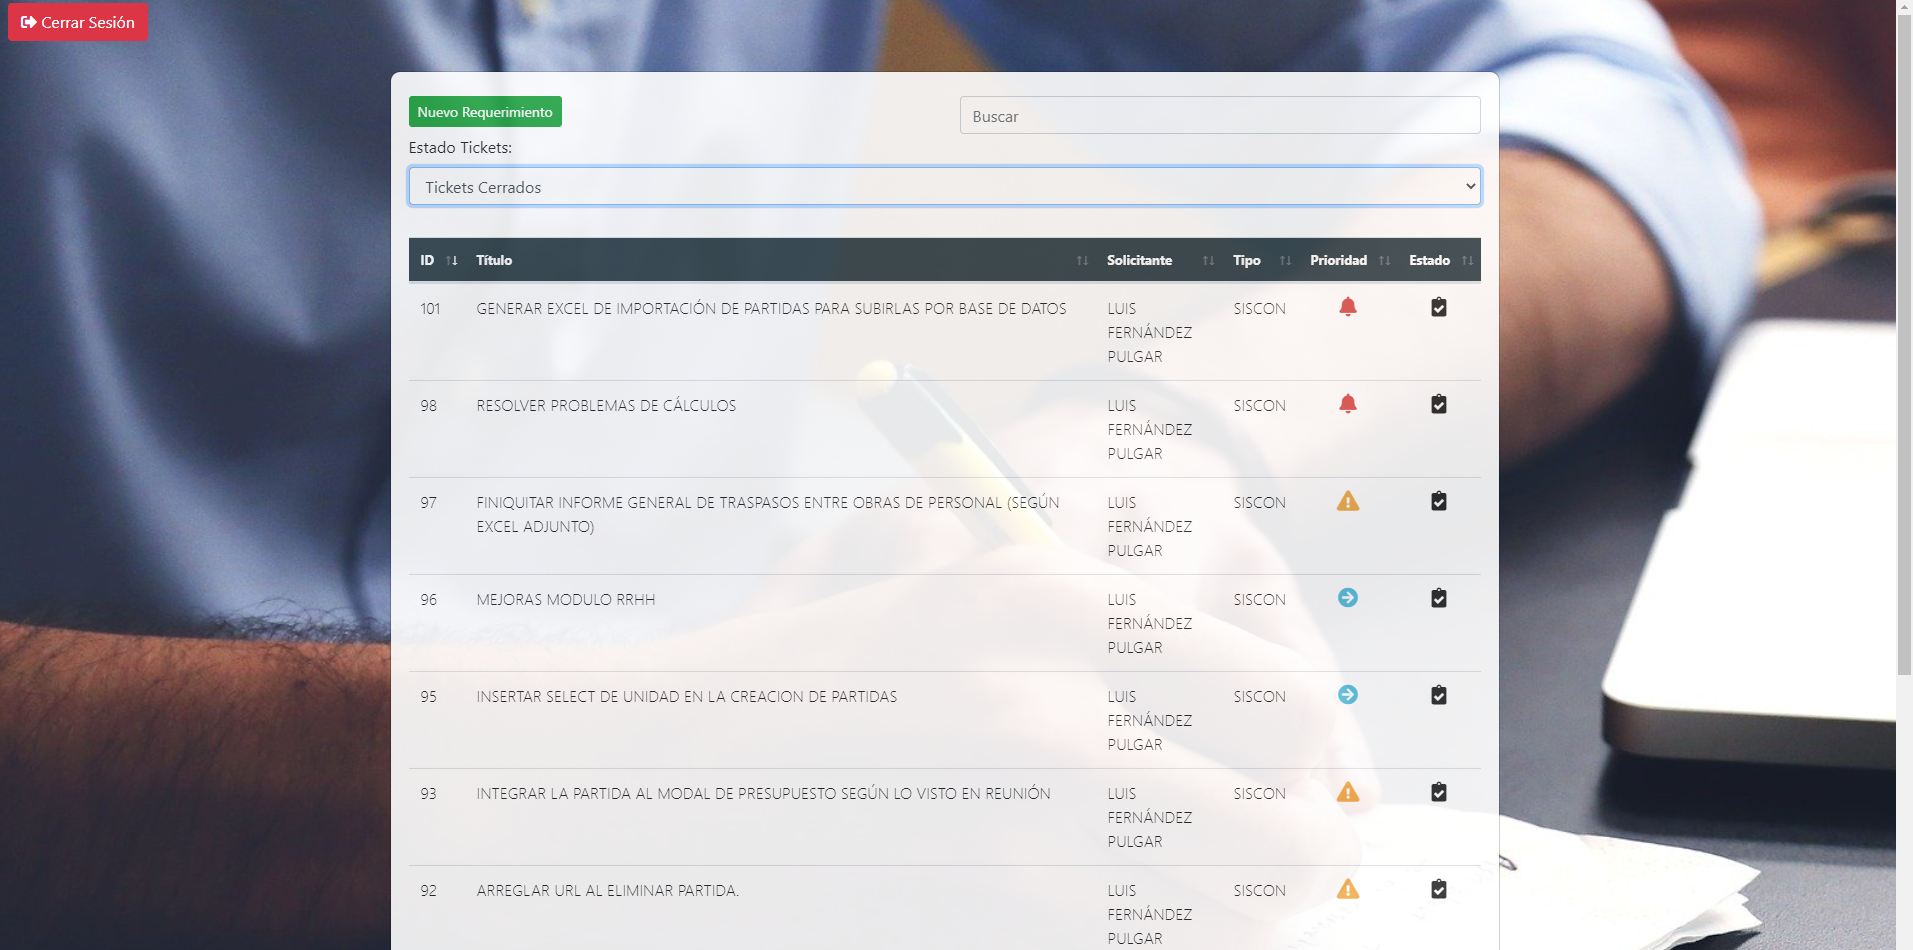 Cerrar Sesión
Nuevo Requerimiento
Buscar
Estado Tickets:
Tickets Cerrados
ID Título Solicitante Tipo Prioridad Estado
101 GENERAR EXCEL DE IMPORTACIÓN DE PARTIDAS PARA SUBIRLAS POR BASE DE DATOS LUIS SISCON
FERNÁNDEZ
PULGAR
98 RESOLVER PROBLEMAS DE CÁLCULOS LUIS SISCON
FERNÁNDEZ
PULGAR
97 FINIQUITAR INFORME GENERAL DE TRASPASOS ENTRE OBRAS DE PERSONAL (SEGÚN LUIS SISCON
EXCEL ADJUNTO) FERNÁNDEZ
PULGAR
96 MEJORAS MODULO RRHH LUIS SISCON
FERNÁNDEZ
PULGAR
95 INSERTAR SELECT DE UNIDAD EN LA CREACION DE PARTIDAS LUIS SISCON
FERNÁNDEZ
PULGAR
93 INTEGRAR LA PARTIDA AL MODAL DE PRESUPUESTO SEGÚN LO VISTO EN REUNIÓN LUIS SISCON
FERNÁNDEZ
PULGAR
92 ARREGLAR URL AL ELIMINAR PARTIDA. LUIS SISCON
FERNÁNDEZ
PULGAR